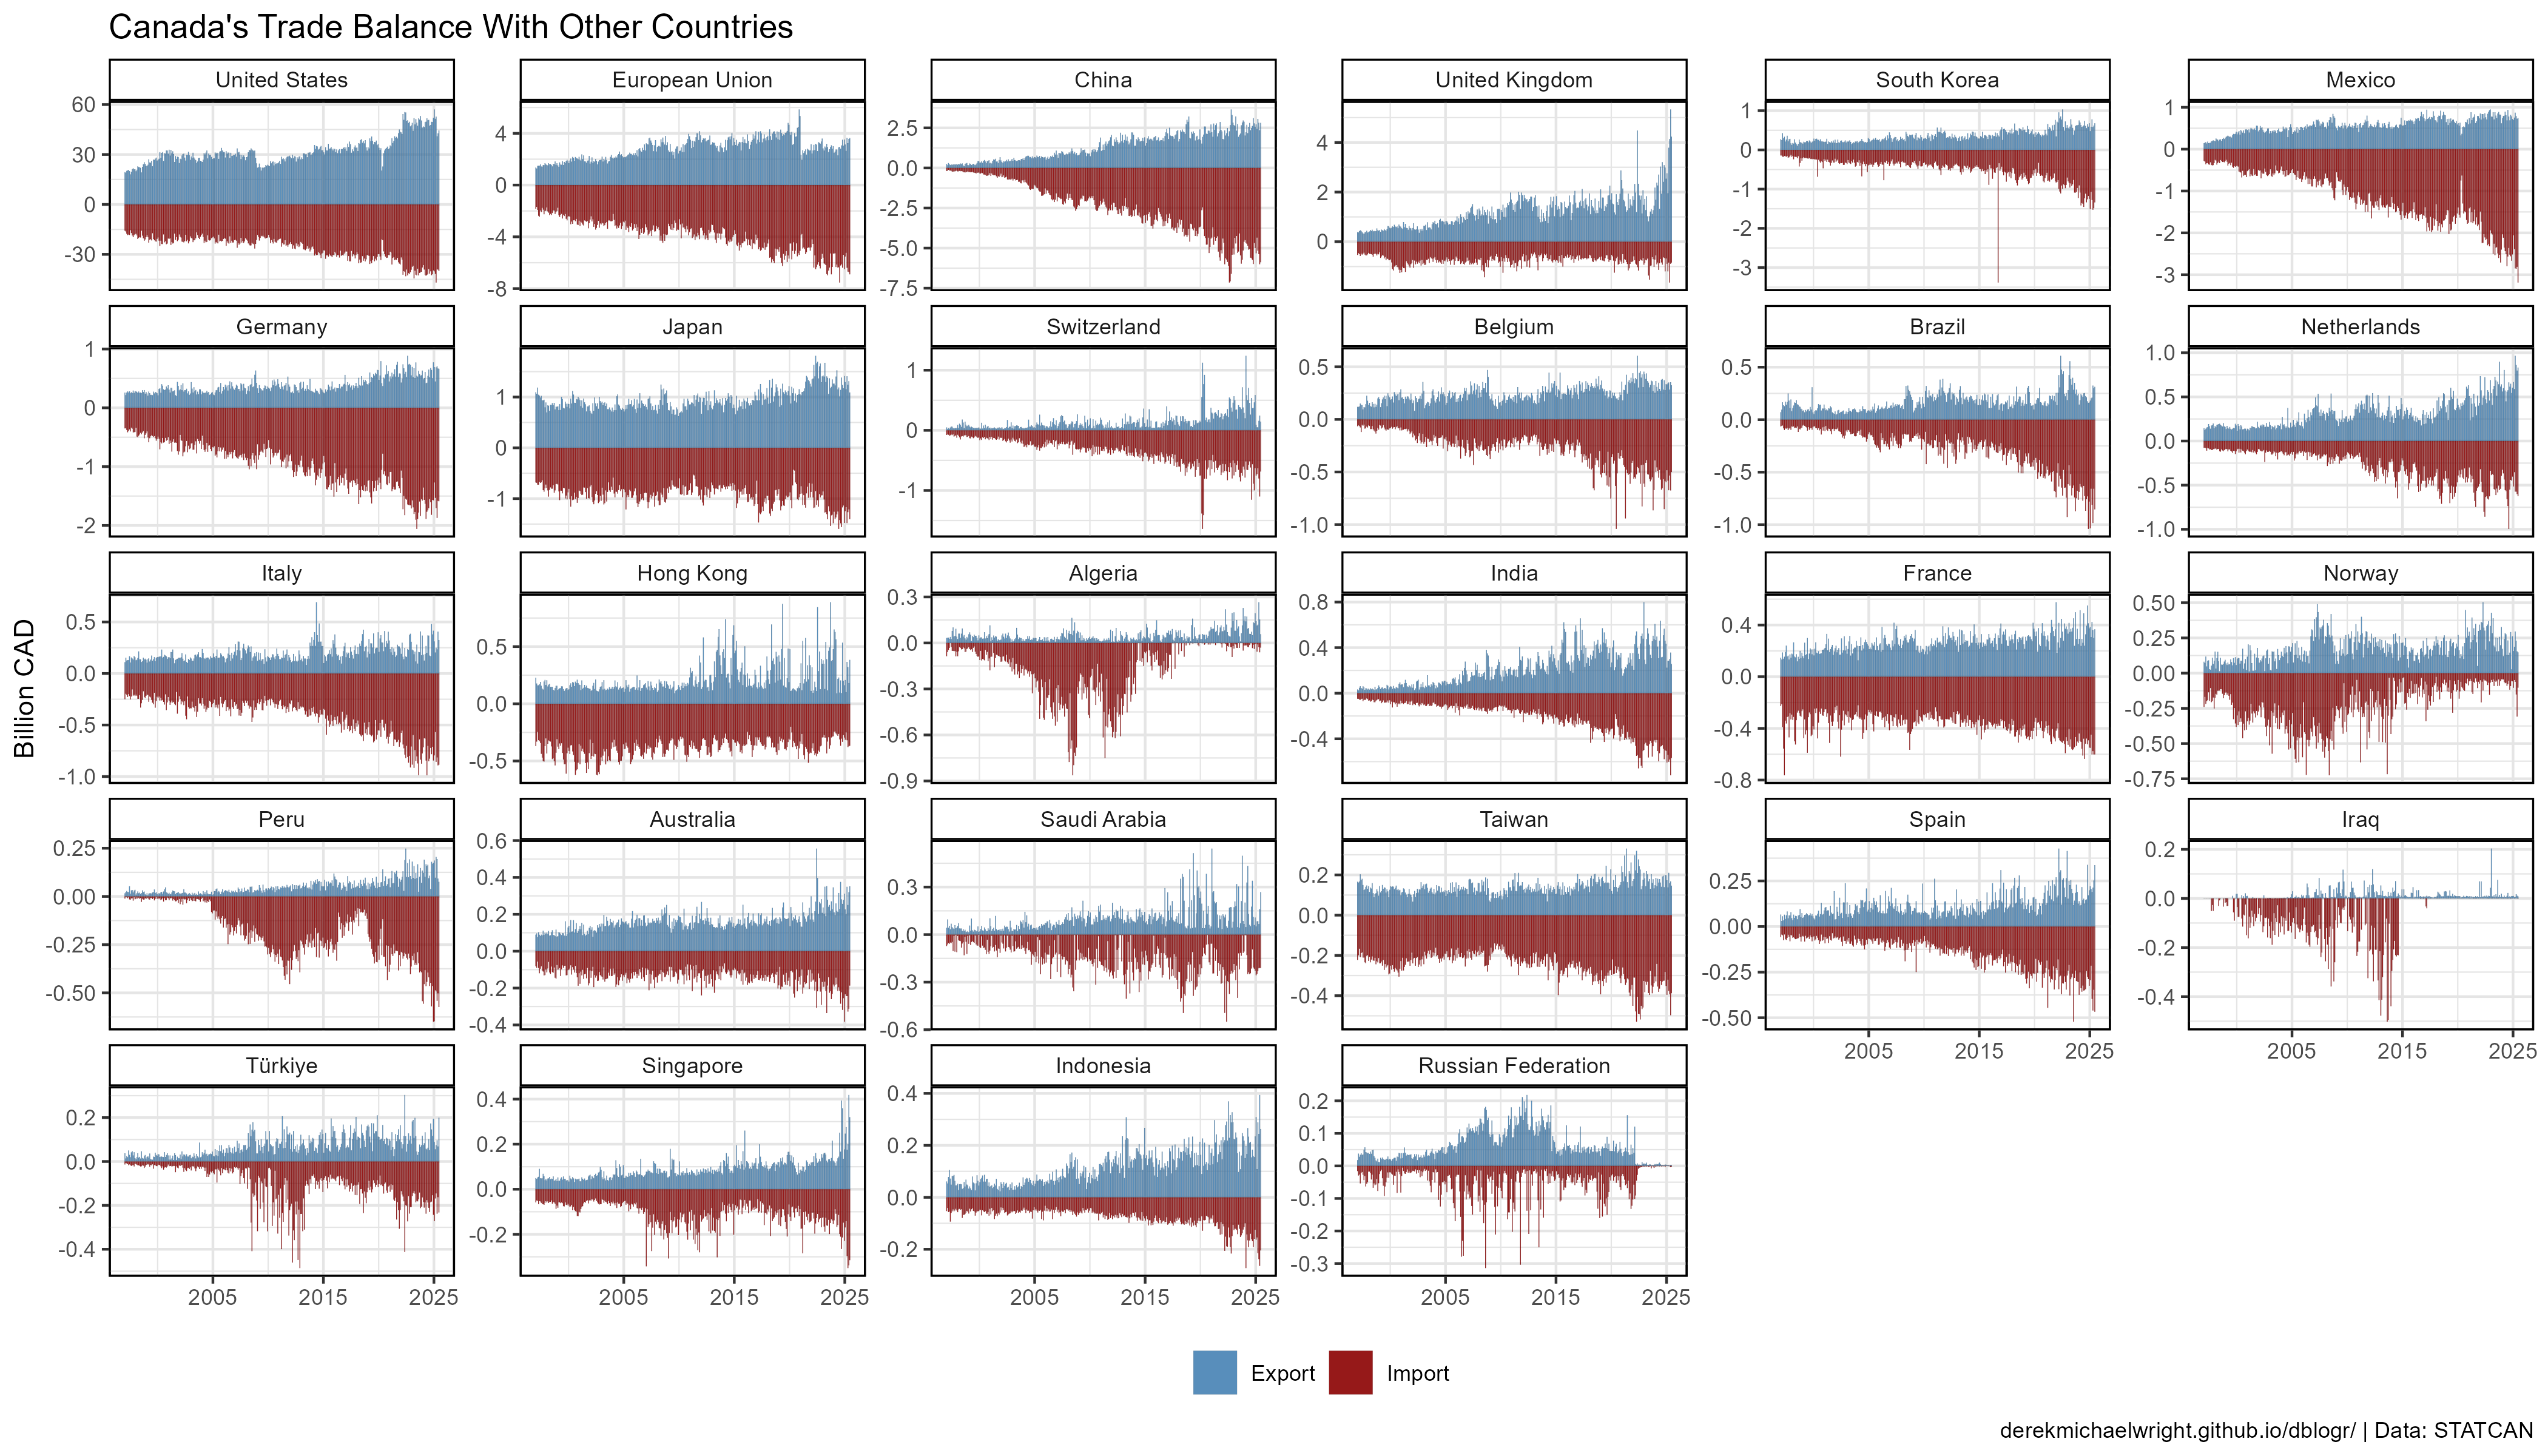 Canada's Trade Balance With Other Countries
United States European Union China United Kingdom South Korea Mexico
60 30 0 -30
4 0 -4 -8
2.5 0.0 -2.5 -5.0 -7.5
4 2 0
1 0 -1 -2 -3
1 0 -1 -2 -3
Germany Japan Switzerland Belgium Brazil Netherlands
1 0 -1 -2
1 0 -1
1 0 -1
0.5 0.0 -0.5 -1.0
0.5 0.0 -0.5 -1.0
1.0 0.5 0.0 -0.5 -1.0
Italy Hong Kong Algeria India France Norway
0.5 0.0 -0.5 -1.0
0.5 0.0 -0.5
0.3 0.0 -0.3 -0.6 -0.9
0.8 0.4 0.0 -0.4
0.4 0.0 -0.4 -0.8
0.50 0.25 0.00 -0.25 -0.50 -0.75
Billion CAD
Peru Australia Saudi Arabia Taiwan Spain Iraq
0.25 0.00 -0.25 -0.50
0.6 0.4 0.2 0.0 -0.2 -0.4
0.3 0.0 -0.3 -0.6
0.2 0.0 -0.2 -0.4
0.25 0.00 -0.25 -0.50
0.2 0.0 -0.2 -0.4
2005 2015 2025 2005 2015 2025
Türkiye Singapore Indonesia Russian Federation
0.2 0.0 -0.2 -0.4
0.4 0.2 0.0 -0.2
0.4 0.2 0.0 -0.2
0.2 0.1 0.0 -0.1 -0.2 -0.3
2005 2015 2025 2005 2015 2025 2005 2015 2025 2005 2015 2025
Export Import
derekmichaelwright.github.io/dblogr/ | Data: STATCAN